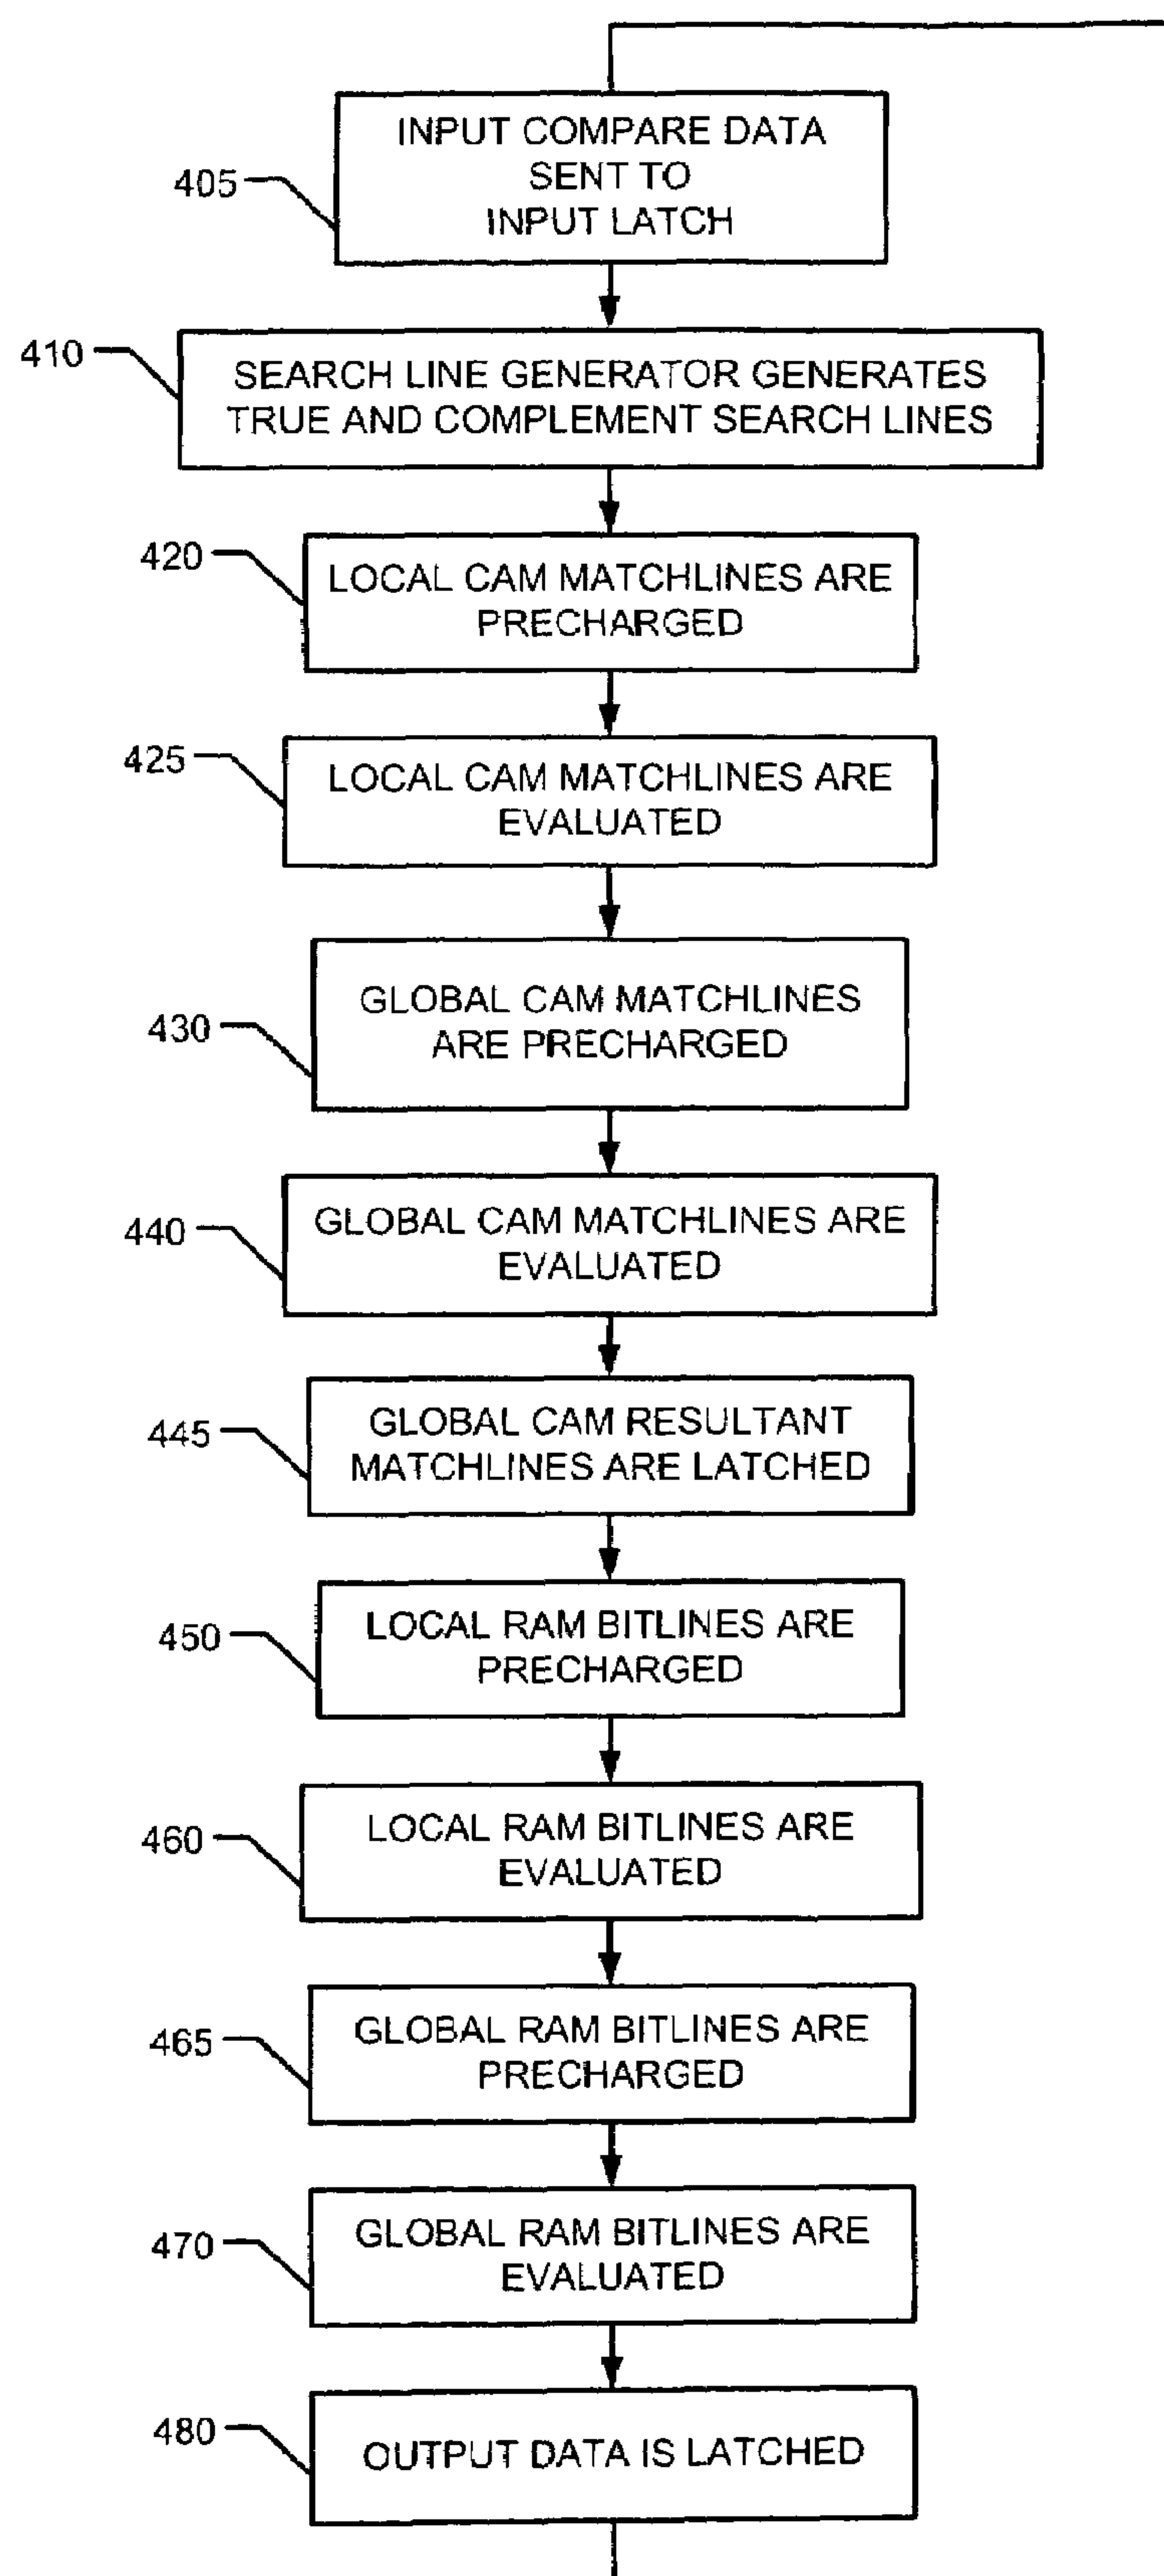 INPUT COMPARE DATA
SENT TO
405
INPUT LATCH
410
SEARCH LINE GENERATOR GENERATES
TRUE AND COMPLEMENT SEARCH LINES
420
LOCAL CAM MATCHLINES ARE
PRECHARGED
425
LOCAL CAM MATCHLINES ARE
EVALUATED
430
GLOBAL CAM MATCHLINES
ARE PRECHARGED
440
GLOBAL CAM MATCHLINES ARE
EVALUATED
445
GLOBAL CAM RESULTANT
MATCHLINES ARE LATCHED
450
LOCAL RAM BITLINES ARE
PRECHARGED
460
LOCAL RAM BITLINES ARE
EVALUATED
465
GLOBAL RAM BITLINES ARE
PRECHARGED
470
GLOBAL RAM BITLINES ARE
EVALUATED
480
OUTPUT DATA IS LATCHED